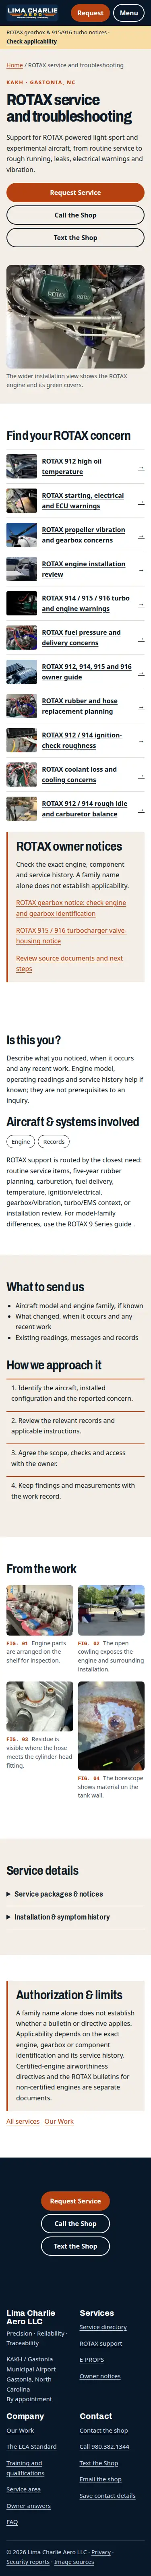 LIMA CHARLIE
AERO LLC
Request
Menu
ROTAX gearbox & 915/916 turbo notices ·
Check applicability
Home / ROTAX service and troubleshooting
KAKH · GASTONIA, NC
ROTAX service
and troubleshooting
Support for ROTAX-powered light-sport and
experimental aircraft, from routine service to
rough running, leaks, electrical warnings and
vibration.
Request Service
Call the Shop
Text the Shop
The wider installation view shows the ROTAX
engine and its green covers.
Find your ROTAX concern
ROTAX 912 high oil
temperature
→
ROTAX starting, electrical
and ECU warnings
→
ROTAX propeller vibration
and gearbox concerns
→
ROTAX engine installation
review
→
ROTAX 914 / 915 / 916 turbo
and engine warnings
→
ROTAX fuel pressure and
delivery concerns
→
ROTAX 912, 914, 915 and 916
owner guide
→
ROTAX rubber and hose
replacement planning
→
ROTAX 912 / 914 ignition-
check roughness
→
ROTAX coolant loss and
cooling concerns
→
ROTAX 912 / 914 rough idle
and carburetor balance
→
ROTAX owner notices
Check the exact engine, component
and service history. A family name
alone does not establish applicability.
ROTAX gearbox notice: check engine
and gearbox identification
ROTAX 915 / 916 turbocharger valve-
housing notice
Review source documents and next
steps
Is this you?
Describe what you noticed, when it occurs
and any recent work. Engine model,
operating readings and service history help if
known; they are not prerequisites to an
inquiry.
Aircraft & systems involved
Engine
Records
ROTAX support is routed by the closest need:
routine service items, five-year rubber
planning, carburetion, fuel delivery,
temperature, ignition/electrical,
gearbox/vibration, turbo/EMS context, or
installation review. For model-family
differences, use the ROTAX 9 Series guide .
What to send us
• Aircraft model and engine family, if known
• What changed, when it occurs and any
recent work
• Existing readings, messages and records
How we approach it
1. Identify the aircraft, installed
configuration and the reported concern.
2. Review the relevant records and
applicable instructions.
3. Agree the scope, checks and access
with the owner.
4. Keep findings and measurements with
the work record.
From the work
FIG. 01 Engine parts
are arranged on the
shelf for inspection.
FIG. 02 The open
cowling exposes the
engine and surrounding
installation.
FIG. 03 Residue is
visible where the hose
meets the cylinder-head
fitting.
FIG. 04 The borescope
shows material on the
tank wall.
Service details
▶ Service packages & notices
▶ Installation & symptom history
Authorization & limits
A family name alone does not establish
whether a bulletin or directive applies.
Applicability depends on the exact
engine, gearbox or component
identification and its service history.
Certified-engine airworthiness
directives and the ROTAX bulletins for
non-certified engines are separate
documents.
All services Our Work
Request Service
Call the Shop
Text the Shop
Lima Charlie
Aero LLC
Precision · Reliability ·
Traceability
KAKH / Gastonia
Municipal Airport
Gastonia, North
Carolina
By appointment
Services
Service directory
ROTAX support
E-PROPS
Owner notices
Company
Our Work
The LCA Standard
Training and
qualifications
Service area
Owner answers
FAQ
Contact
Contact the shop
Call 980.382.1344
Text the Shop
Email the shop
Save contact details
© 2026 Lima Charlie Aero LLC · Privacy ·
Security reports · Image sources